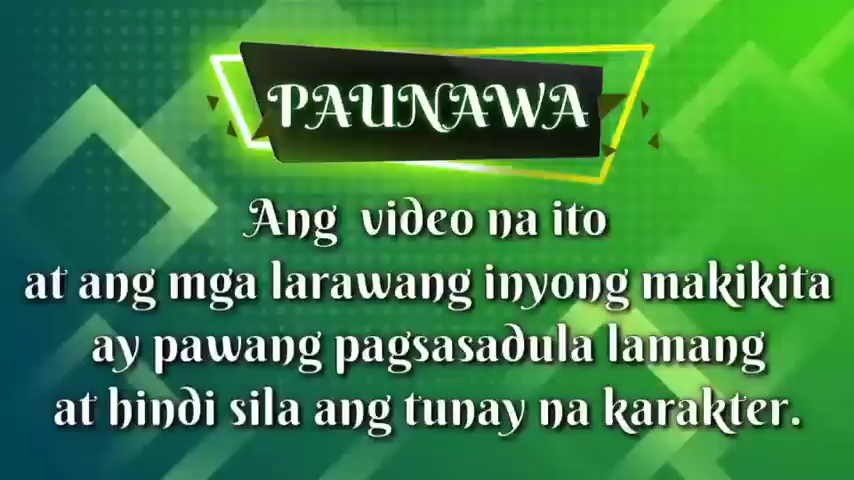 PAUNAWA
Ang video na ito
at ang mga larawang inyong makikita
ay pawang pagsasadula lamang
at hindi sila ang tunay na karakter.